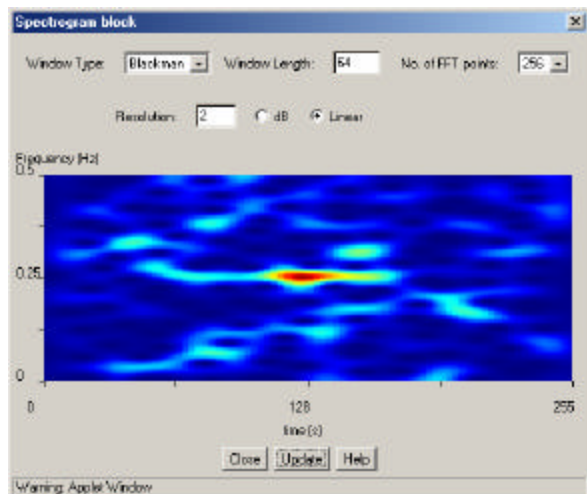 Spectrogram block
Window Type: Blackman Window Length: 64 No. of FFT points: 256
Resolution: 2 dB Linear
Frequency (Hz)
0.5
0.25
0
0 128 255
time (s)
Close Update Help
Warning: Applet Window